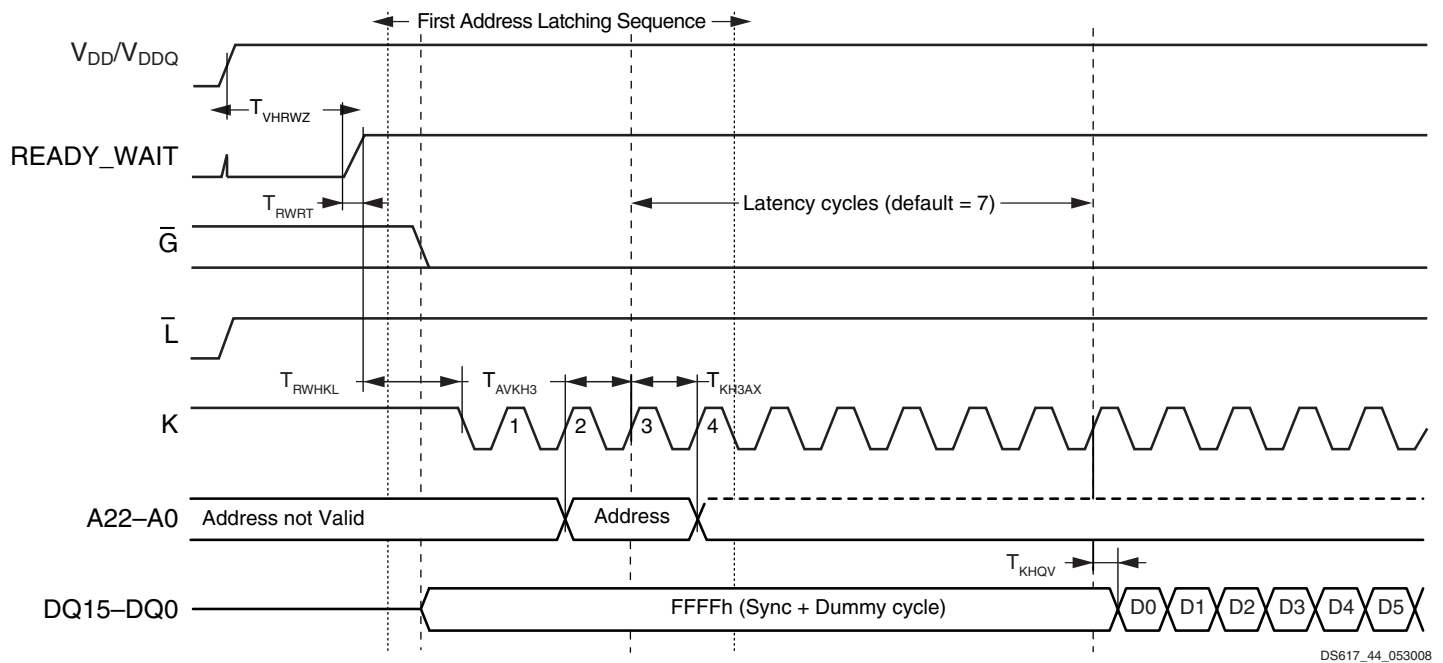 First Address Latching Sequence
VDD/VDDQ
TVHRWZ
READY_WAIT
TRWRT
Latency cycles (default = 7)
G̅
L̅
TRWHKL
TAVKH3
TKH3AX
K
1
2
3
4
A22–A0
Address not Valid
Address
TKHQV
DQ15–DQ0
FFFFh (Sync + Dummy cycle)
D0
D1
D2
D3
D4
D5
DS617_44_053008